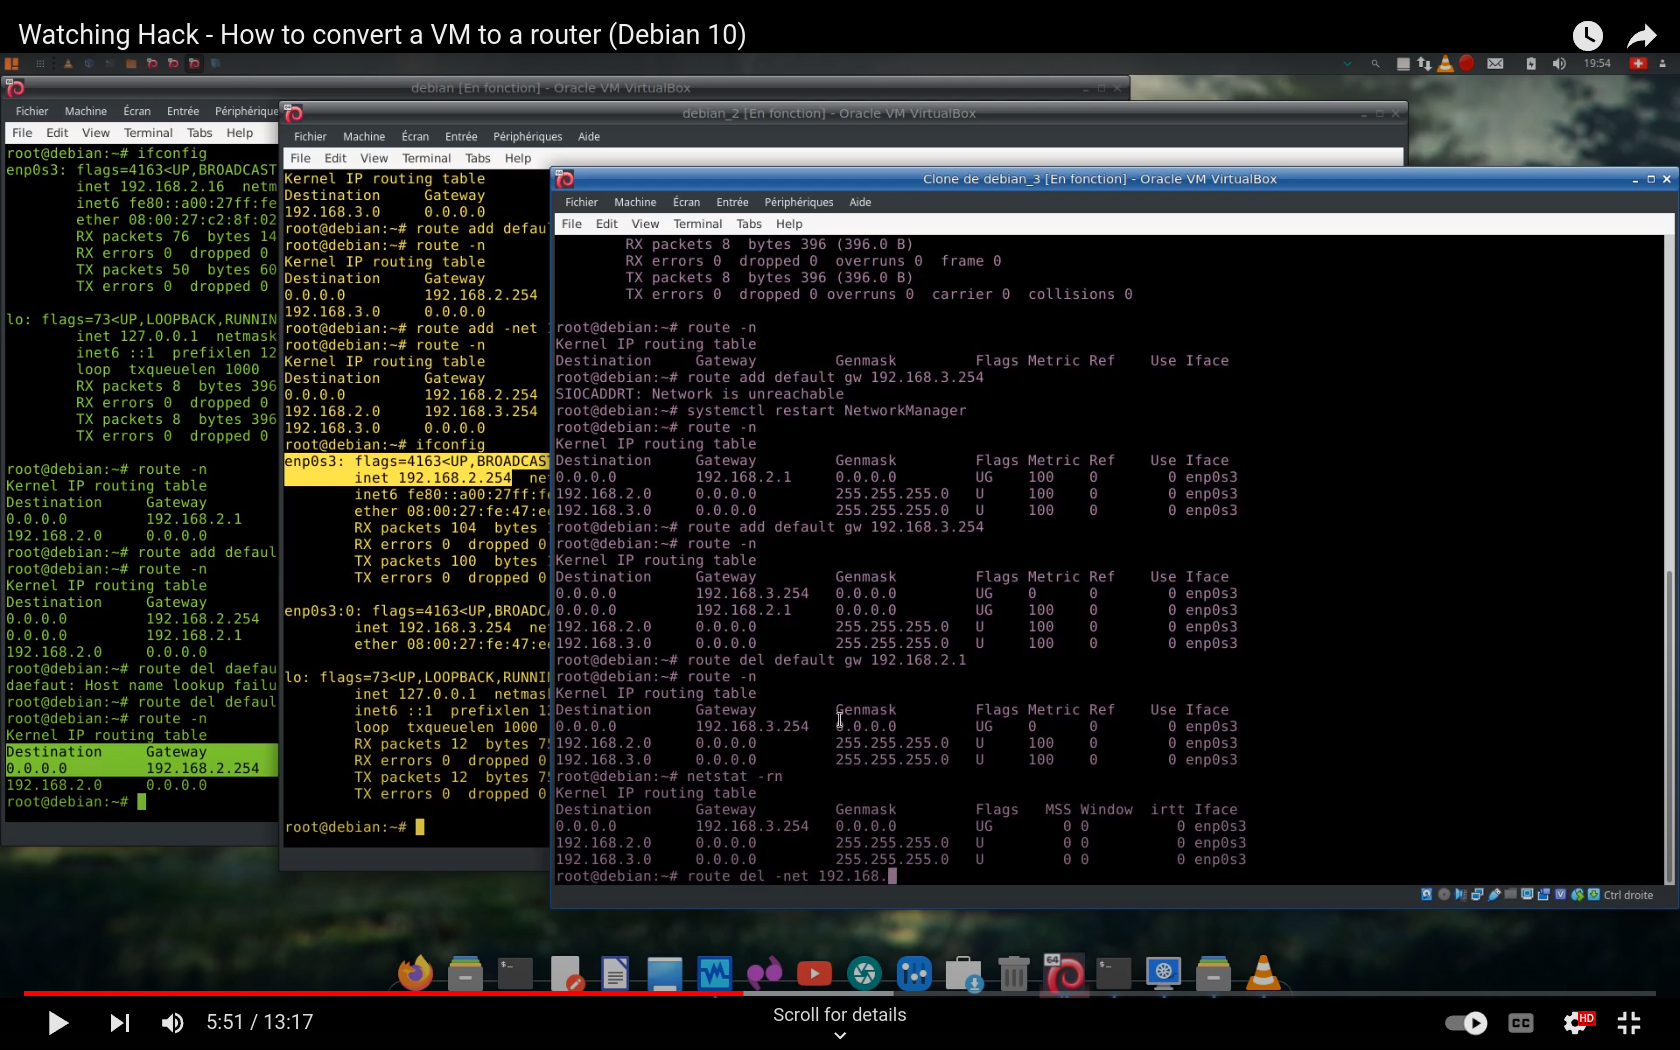 Watching Hack - How to convert a VM to a router (Debian 10)
19:54
debian [En fonction] - Oracle VM VirtualBox
Fichier Machine Écran Entrée Périphérique
File Edit View Terminal Tabs Help
root@debian:~# ifconfig
enp0s3: flags=4163<UP,BROADCAST
inet 192.168.2.16 netm
inet6 fe80::a00:27ff:fe
ether 08:00:27:c2:8f:02
RX packets 76 bytes 14
RX errors 0 dropped 0
TX packets 50 bytes 60
TX errors 0 dropped 0
lo: flags=73<UP,LOOPBACK,RUNNIN
inet 127.0.0.1 netmask
inet6 ::1 prefixlen 12
loop txqueuelen 1000
RX packets 8 bytes 396
RX errors 0 dropped 0
TX packets 8 bytes 396
TX errors 0 dropped 0
root@debian:~# route -n
Kernel IP routing table
Destination Gateway
0.0.0.0 192.168.2.1
192.168.2.0 0.0.0.0
root@debian:~# route add defaul
root@debian:~# route -n
Kernel IP routing table
Destination Gateway
0.0.0.0 192.168.2.254
0.0.0.0 192.168.2.1
192.168.2.0 0.0.0.0
root@debian:~# route del daefau
daefaut: Host name lookup failu
root@debian:~# route del defaul
root@debian:~# route -n
Kernel IP routing table
Destination Gateway
0.0.0.0 192.168.2.254
192.168.2.0 0.0.0.0
root@debian:~#
debian_2 [En fonction] - Oracle VM VirtualBox
Fichier Machine Écran Entrée Périphériques Aide
File Edit View Terminal Tabs Help
Kernel IP routing table
Destination Gateway
192.168.3.0 0.0.0.0
root@debian:~# route add defau
root@debian:~# route -n
Kernel IP routing table
Destination Gateway
0.0.0.0 192.168.2.254
192.168.3.0 0.0.0.0
root@debian:~# route add -net
root@debian:~# route -n
Kernel IP routing table
Destination Gateway
0.0.0.0 192.168.2.254
192.168.2.0 192.168.3.254
192.168.3.0 0.0.0.0
root@debian:~# ifconfig
enp0s3: flags=4163<UP,BROADCAST
inet 192.168.2.254 ne
inet6 fe80::a00:27ff:f
ether 08:00:27:fe:47:e
RX packets 104 bytes
RX errors 0 dropped 0
TX packets 100 bytes
TX errors 0 dropped 0
enp0s3:0: flags=4163<UP,BROADC
inet 192.168.3.254 ne
ether 08:00:27:fe:47:e
lo: flags=73<UP,LOOPBACK,RUNNI
inet 127.0.0.1 netmas
inet6 ::1 prefixlen 12
loop txqueuelen 1000
RX packets 12 bytes 75
RX errors 0 dropped 0
TX packets 12 bytes 75
TX errors 0 dropped 0
root@debian:~#
Clone de debian_3 [En fonction] - Oracle VM VirtualBox
Fichier Machine Écran Entrée Périphériques Aide
File Edit View Terminal Tabs Help
RX packets 8 bytes 396 (396.0 B)
RX errors 0 dropped 0 overruns 0 frame 0
TX packets 8 bytes 396 (396.0 B)
TX errors 0 dropped 0 overruns 0 carrier 0 collisions 0
root@debian:~# route -n
Kernel IP routing table
Destination Gateway Genmask Flags Metric Ref Use Iface
root@debian:~# route add default gw 192.168.3.254
SIOCADDRT: Network is unreachable
root@debian:~# systemctl restart NetworkManager
root@debian:~# route -n
Kernel IP routing table
Destination Gateway Genmask Flags Metric Ref Use Iface
0.0.0.0 192.168.2.1 0.0.0.0 UG 100 0 0 enp0s3
192.168.2.0 0.0.0.0 255.255.255.0 U 100 0 0 enp0s3
192.168.3.0 0.0.0.0 255.255.255.0 U 100 0 0 enp0s3
root@debian:~# route add default gw 192.168.3.254
root@debian:~# route -n
Kernel IP routing table
Destination Gateway Genmask Flags Metric Ref Use Iface
0.0.0.0 192.168.3.254 0.0.0.0 UG 0 0 0 enp0s3
0.0.0.0 192.168.2.1 0.0.0.0 UG 100 0 0 enp0s3
192.168.2.0 0.0.0.0 255.255.255.0 U 100 0 0 enp0s3
192.168.3.0 0.0.0.0 255.255.255.0 U 100 0 0 enp0s3
root@debian:~# route del default gw 192.168.2.1
root@debian:~# route -n
Kernel IP routing table
Destination Gateway Genmask Flags Metric Ref Use Iface
0.0.0.0 192.168.3.254 0.0.0.0 UG 0 0 0 enp0s3
192.168.2.0 0.0.0.0 255.255.255.0 U 100 0 0 enp0s3
192.168.3.0 0.0.0.0 255.255.255.0 U 100 0 0 enp0s3
root@debian:~# netstat -rn
Kernel IP routing table
Destination Gateway Genmask Flags MSS Window irtt Iface
0.0.0.0 192.168.3.254 0.0.0.0 UG 0 0 0 enp0s3
192.168.2.0 0.0.0.0 255.255.255.0 U 0 0 0 enp0s3
192.168.3.0 0.0.0.0 255.255.255.0 U 0 0 0 enp0s3
root@debian:~# route del -net 192.168.
Ctrl droite
64
5:51 / 13:17
Scroll for details
CC
HD